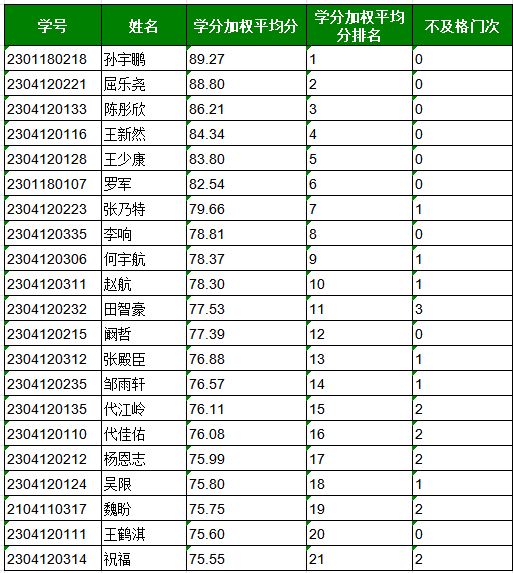 学号 姓名 学分加权平均分 学分加权平均分排名 不及格门次
2301180218 孙宇鹏 89.27 1 0
2304120221 屈乐尧 88.80 2 0
2304120133 陈彤欣 86.21 3 0
2304120116 王新然 84.34 4 0
2304120128 王少康 83.80 5 0
2301180107 罗军 82.54 6 0
2304120223 张乃特 79.66 7 1
2304120335 李响 78.81 8 0
2304120306 何宇航 78.37 9 1
2304120311 赵航 78.30 10 1
2304120232 田智豪 77.53 11 3
2304120215 阚哲 77.39 12 0
2304120312 张殿臣 76.88 13 1
2304120235 邹雨轩 76.57 14 1
2304120135 代江岭 76.11 15 2
2304120110 代佳佑 76.08 16 2
2304120212 杨恩志 75.99 17 2
2304120124 吴限 75.80 18 1
2104110317 魏盼 75.75 19 2
2304120111 王鹤淇 75.60 20 0
2304120314 祝福 75.55 21 2